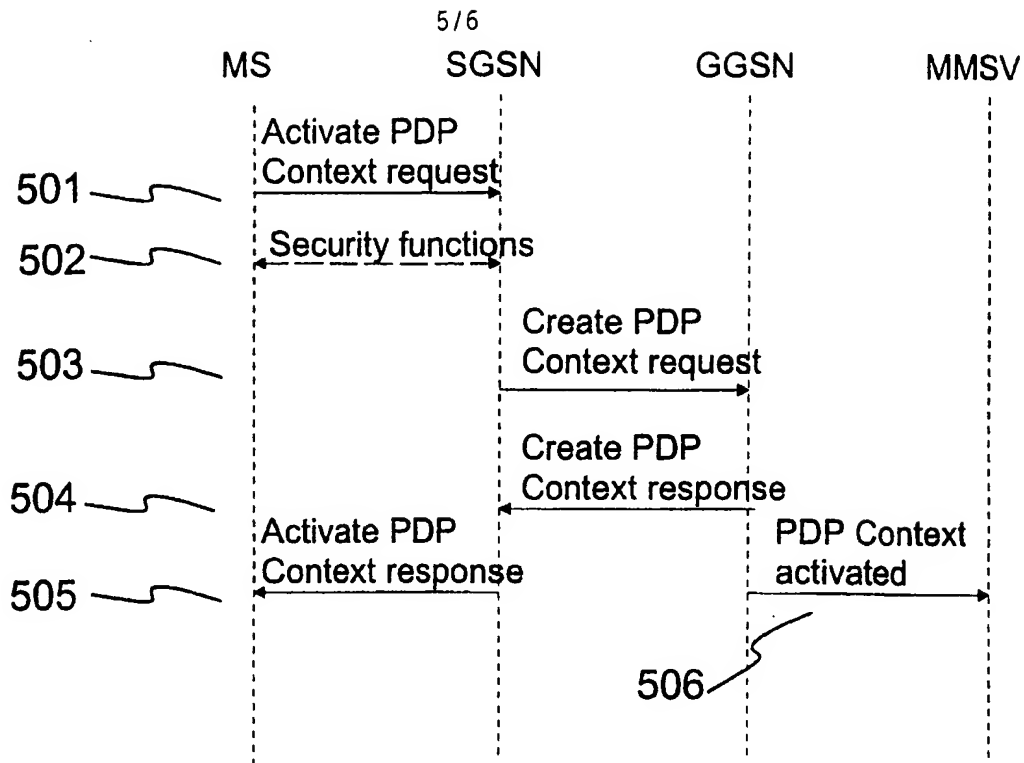 5/6
MS SGSN GGSN MMSV
Activate PDP
Context request
501
Security functions
502
Create PDP
Context request
503
Create PDP
Context response
504
Activate PDP
Context response
505
PDP Context
activated
506